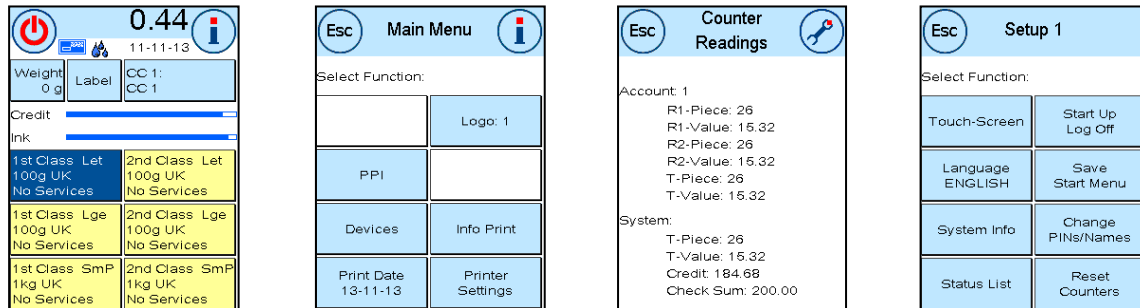 0.44
11-11-13
Weight
0 g
Label
CC 1:
CC 1
Credit
Ink
1st Class Let
100g UK
No Services
2nd Class Let
100g UK
No Services
1st Class Lge
100g UK
No Services
2nd Class Lge
100g UK
No Services
1st Class SmP
1kg UK
No Services
2nd Class SmP
1kg UK
No Services
Esc
Main Menu
i
Select Function:
Logo: 1
PPI
Devices
Info Print
Print Date
13-11-13
Printer
Settings
Esc
Counter
Readings
Account: 1
R1-Piece: 26
R1-Value: 15.32
R2-Piece: 26
R2-Value: 15.32
T-Piece: 26
T-Value: 15.32
System:
T-Piece: 26
T-Value: 15.32
Credit: 184.68
Check Sum: 200.00
Esc
Setup 1
Select Function:
Touch-Screen
Start Up
Log Off
Language
ENGLISH
Save
Start Menu
System Info
Change
PINs/Names
Status List
Reset
Counters